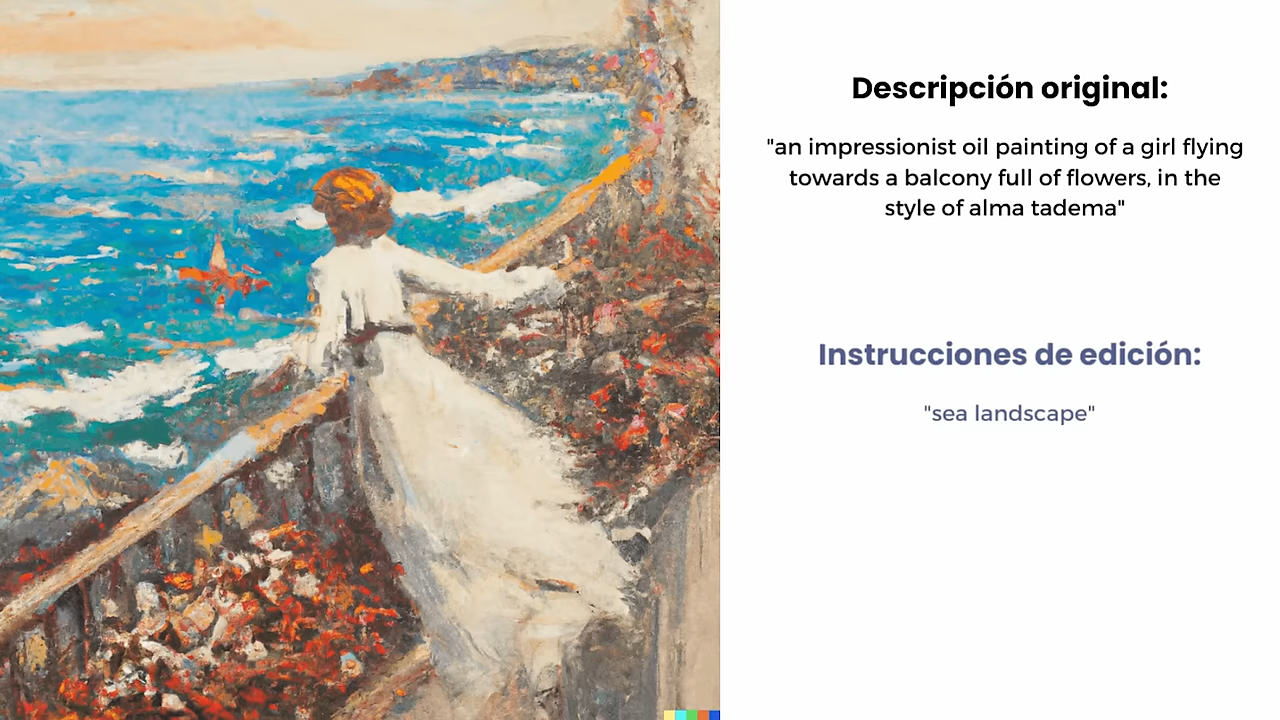 Descripción original:
"an impressionist oil painting of a girl flying
towards a balcony full of flowers, in the
style of alma tadema"
Instrucciones de edición:
"sea landscape"